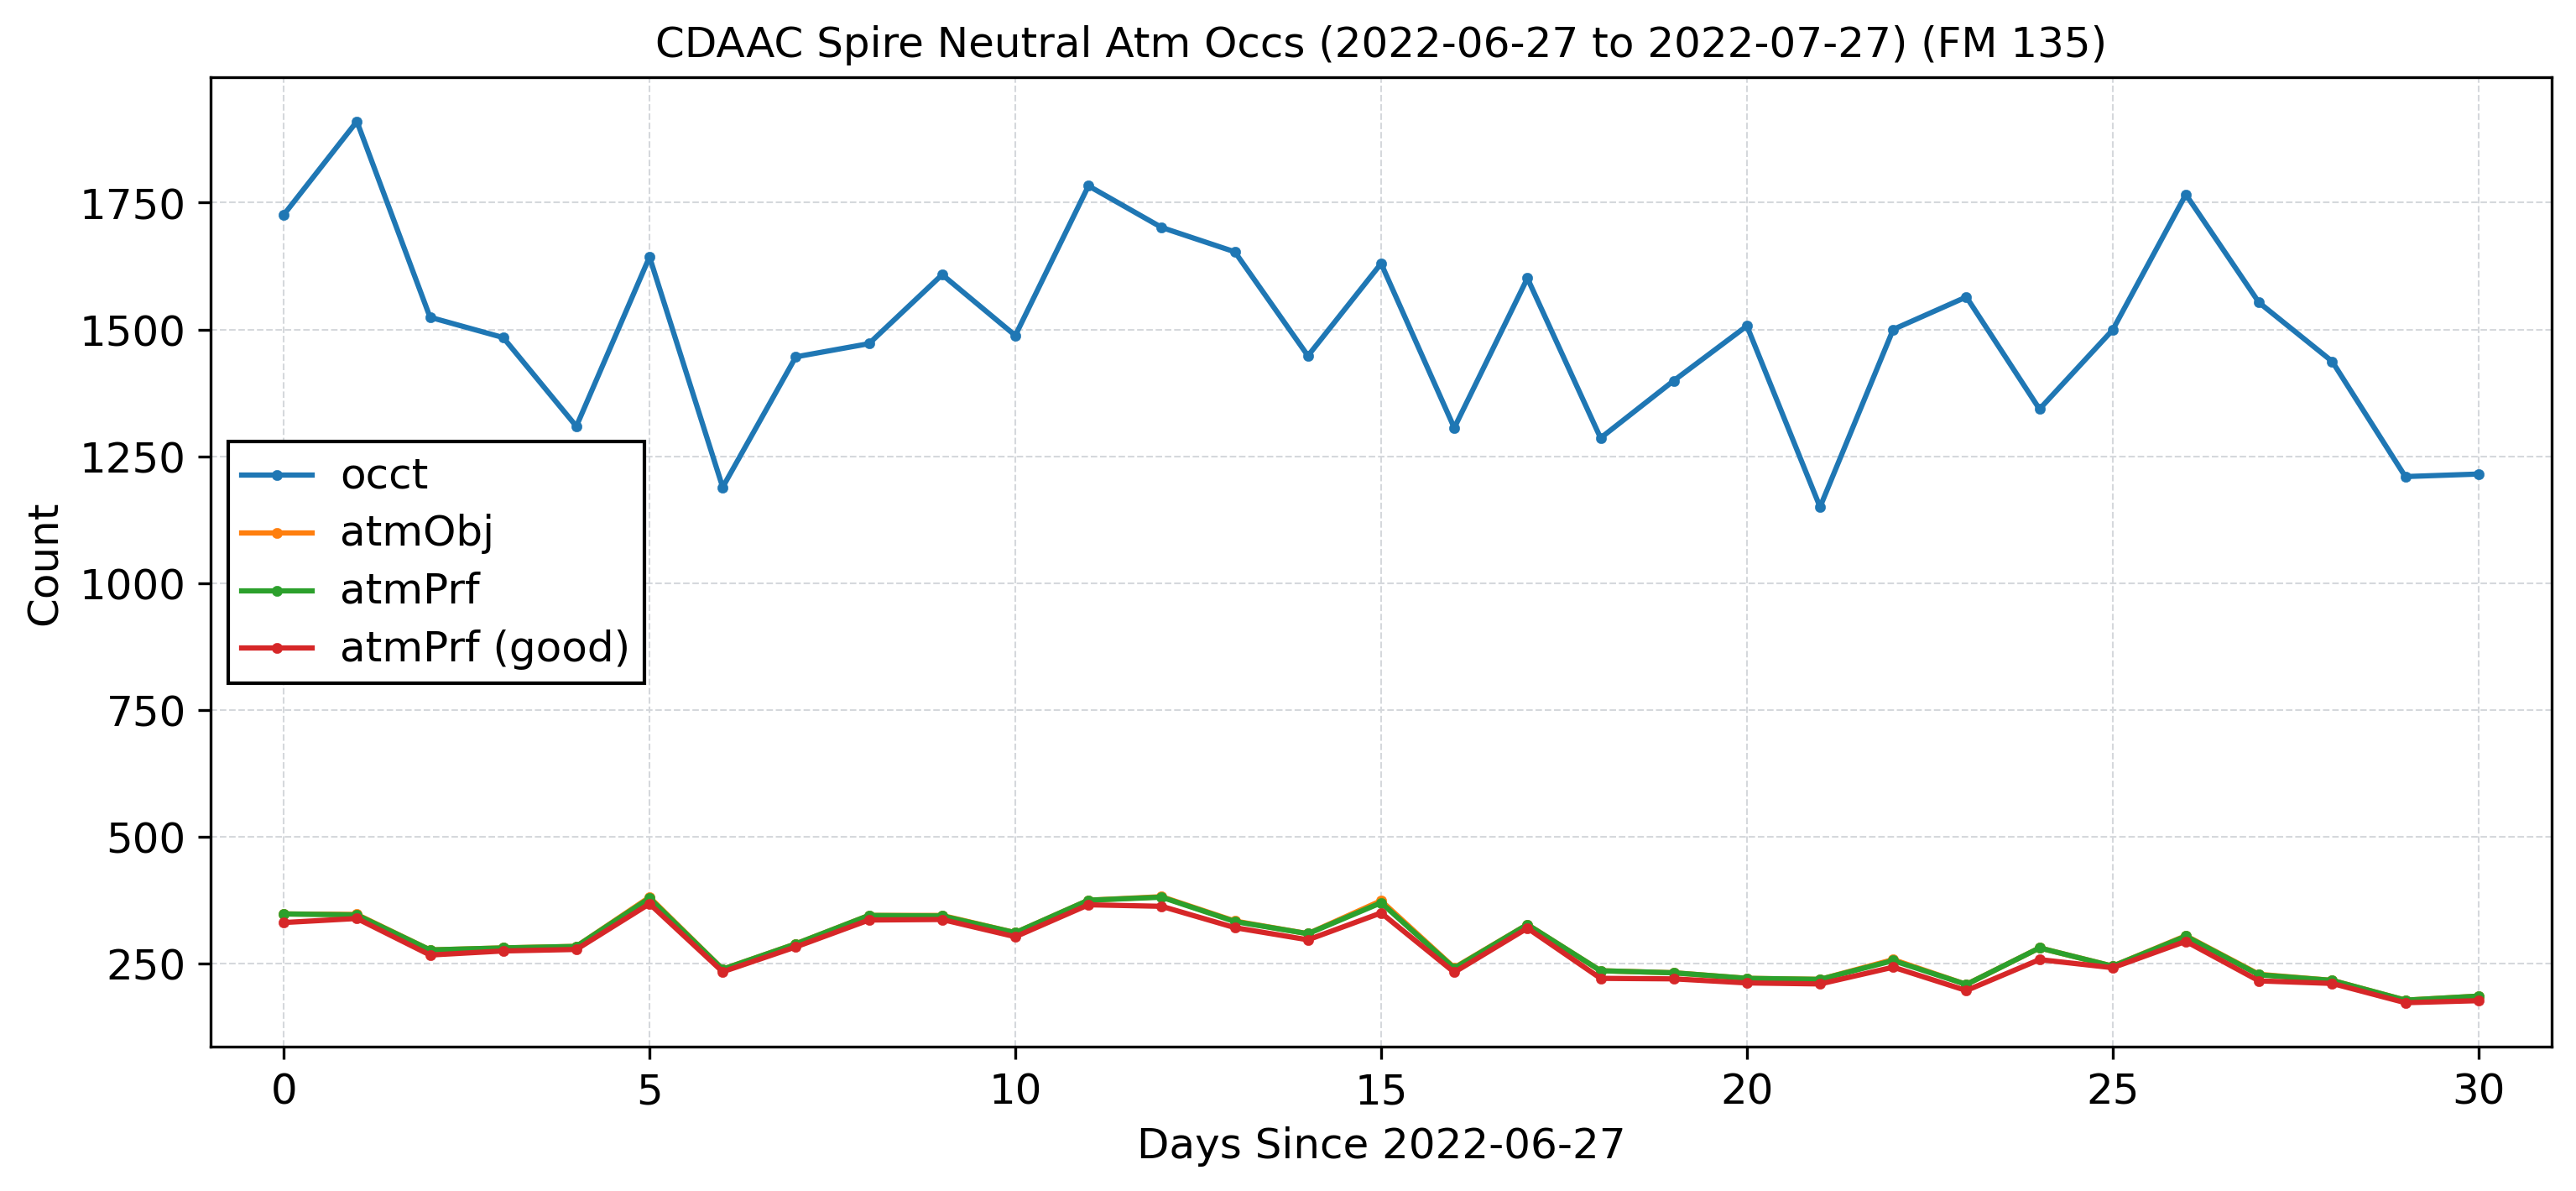 CDAAC Spire Neutral Atm Occs (2022-06-27 to 2022-07-27) (FM 135)
1750
1500
1250
1000
750
500
250
Count
occt
atmObj
atmPrf
atmPrf (good)
0 5 10 15 20 25 30
Days Since 2022-06-27